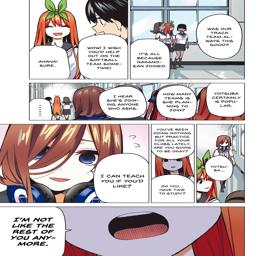 WAS OUR
TRACK
TEAM AL-
WAYS THIS
GOOD?
IT'S ALL
BECAUSE
NAKANO-
SAN JOINED.
WOW! I WISH
YOU'D HELP
OUT ON THE
SOFTBALL
TEAM SOME-
TIME!
AHAHA!
SURE.
YOTSUBA
CERTAINLY
IS POPU-
LAR.
HOW MANY
TEAMS IS
SHE PLAN-
NING TO
JOIN?
I HEAR
SHE'S JOIN-
ING ANYONE
WHO ASKS.
YOTSU-
BA...
YOU'VE BEEN
DOING NOTHING
BUT PRACTICE
FOR ALL YOUR
CLUBS LATELY.
ARE YOU GOING
TO BE OKAY?
DO YOU...
HAVE TIME
TO STUDY?
I CAN TEACH
YOU IF YOU'D
LIKE?
I'M NOT
LIKE THE
REST OF
YOU ANY-
MORE.